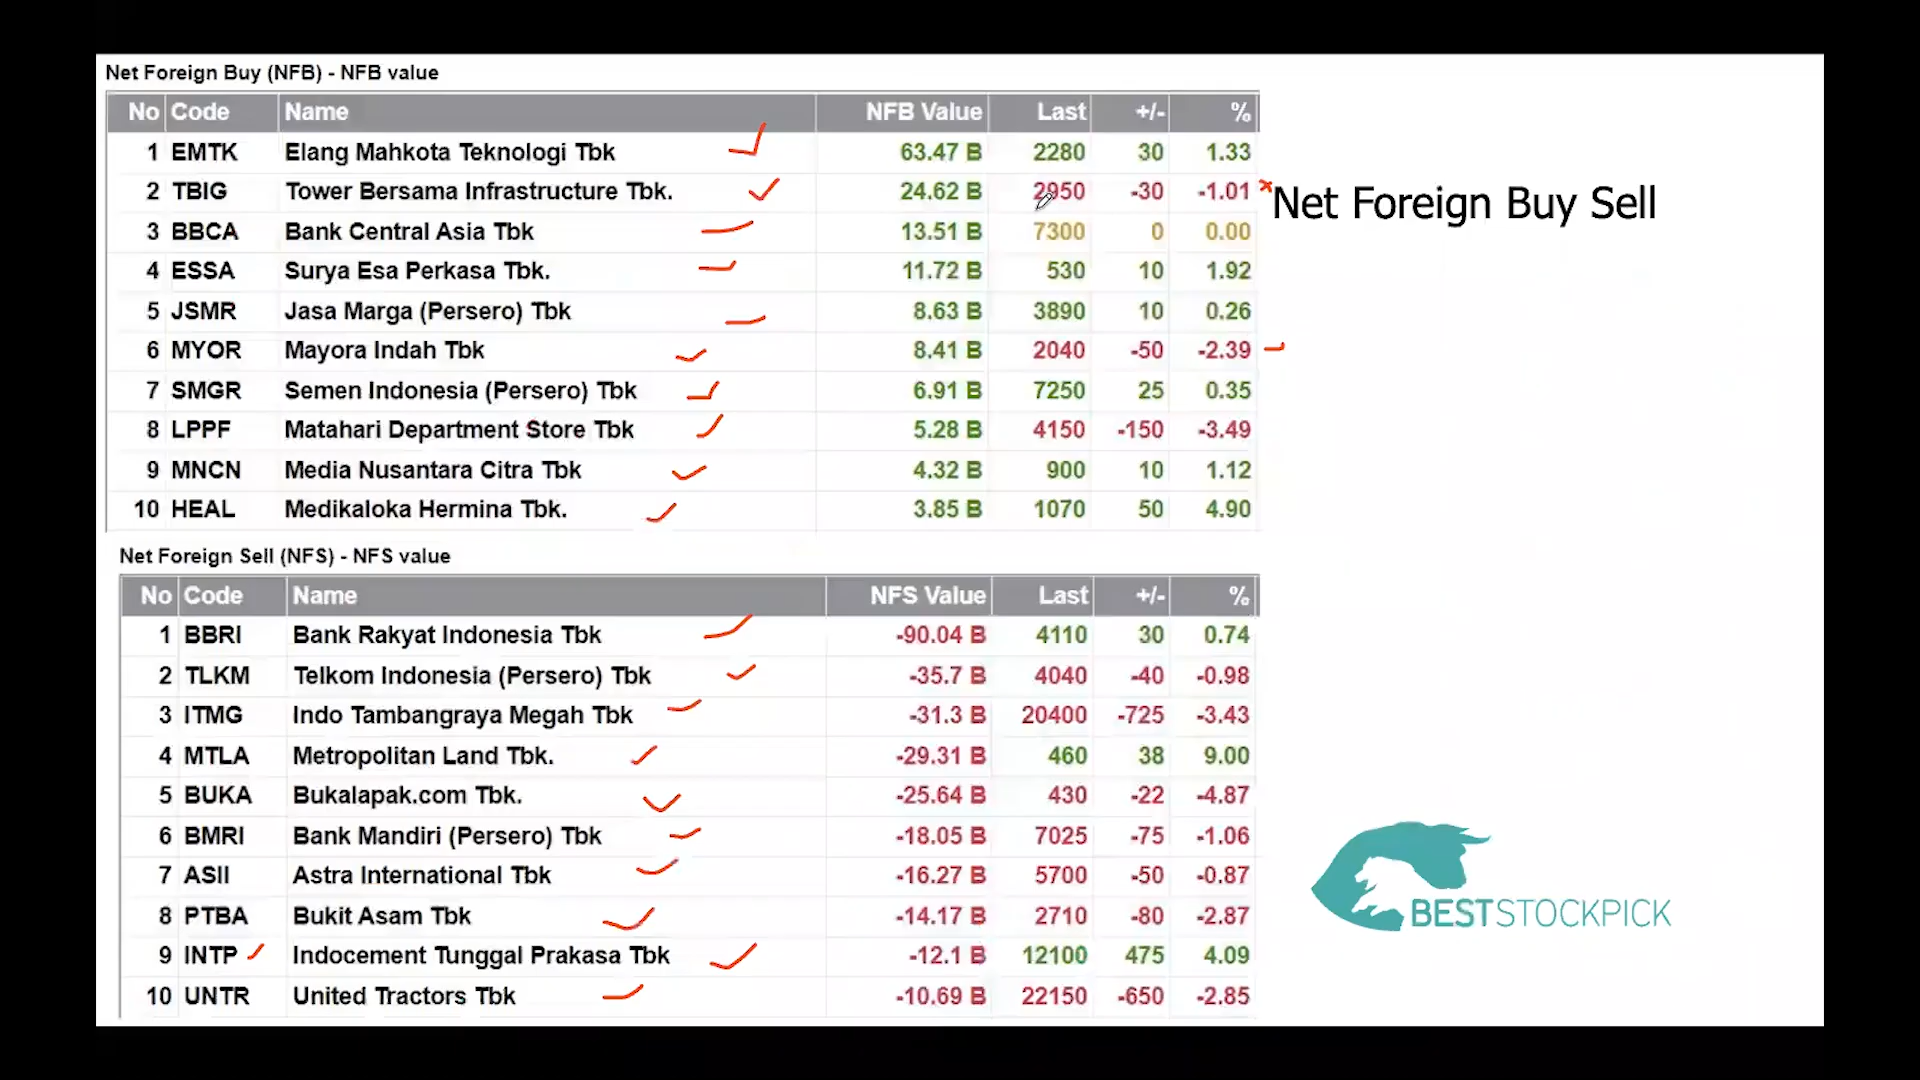 Net Foreign Buy (NFB) - NFB value
No Code Name NFB Value Last +/- %
1 EMTK Elang Mahkota Teknologi Tbk 63.47 B 2280 30 1.33
2 TBIG Tower Bersama Infrastructure Tbk. 24.62 B 2950 -30 -1.01
Net Foreign Buy Sell
3 BBCA Bank Central Asia Tbk 13.51 B 7300 0 0.00
4 ESSA Surya Esa Perkasa Tbk. 11.72 B 530 10 1.92
5 JSMR Jasa Marga (Persero) Tbk 8.63 B 3890 10 0.26
6 MYOR Mayora Indah Tbk 8.41 B 2040 -50 -2.39
7 SMGR Semen Indonesia (Persero) Tbk 6.91 B 7250 25 0.35
8 LPPF Matahari Department Store Tbk 5.28 B 4150 -150 -3.49
9 MNCN Media Nusantara Citra Tbk 4.32 B 900 10 1.12
10 HEAL Medikaloka Hermina Tbk. 3.85 B 1070 50 4.90
Net Foreign Sell (NFS) - NFS value
No Code Name NFS Value Last +/- %
1 BBRI Bank Rakyat Indonesia Tbk -90.04 B 4110 30 0.74
2 TLKM Telkom Indonesia (Persero) Tbk -35.7 B 4040 -40 -0.98
3 ITMG Indo Tambangraya Megah Tbk -31.3 B 20400 -725 -3.43
4 MTLA Metropolitan Land Tbk. -29.31 B 460 38 9.00
5 BUKA Bukalapak.com Tbk. -25.64 B 430 -22 -4.87
6 BMRI Bank Mandiri (Persero) Tbk -18.05 B 7025 -75 -1.06
7 ASII Astra International Tbk -16.27 B 5700 -50 -0.87
8 PTBA Bukit Asam Tbk -14.17 B 2710 -80 -2.87
BESTSTOCKPICK
9 INTP Indocement Tunggal Prakasa Tbk -12.1 B 12100 475 4.09
10 UNTR United Tractors Tbk -10.69 B 22150 -650 -2.85